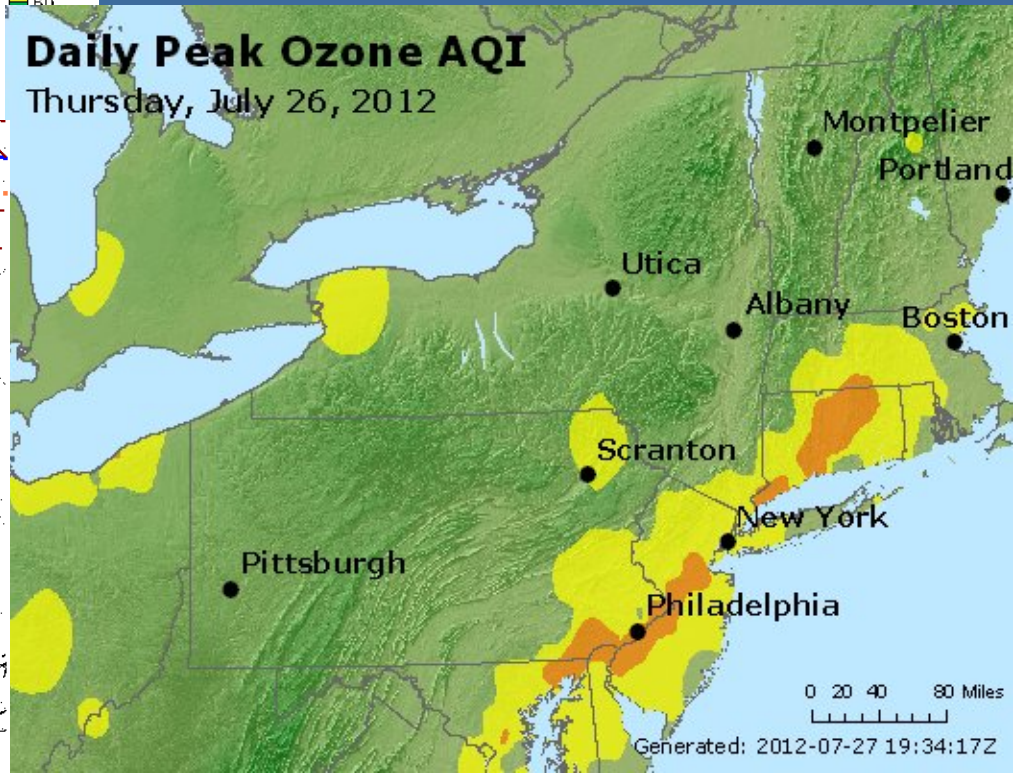 Daily Peak Ozone AQI
Thursday, July 26, 2012
Montpelier
Portland
Utica
Albany
Boston
Scranton
New York
Pittsburgh
Philadelphia
0 20 40 80 Miles
Generated: 2012-07-27 19:34:17Z